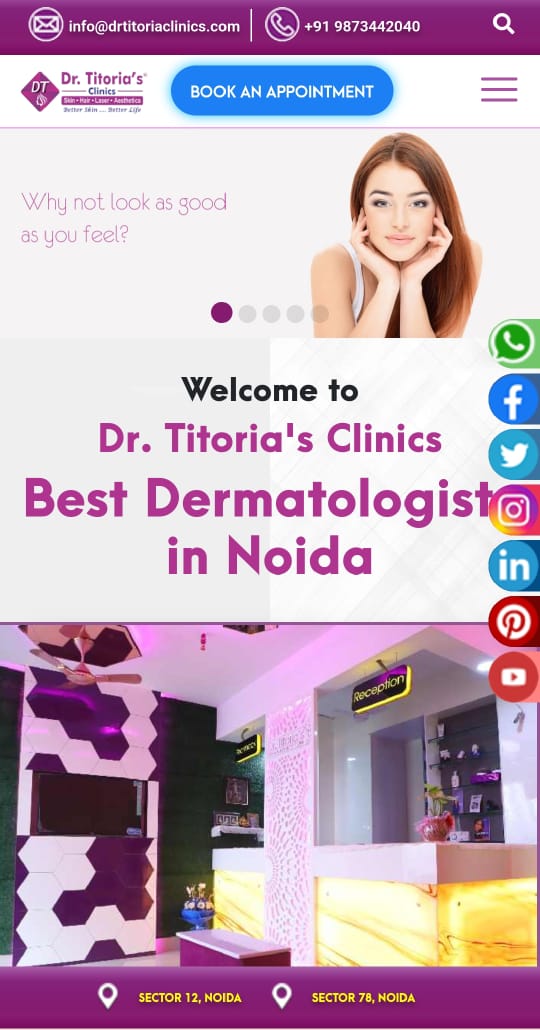 info@drtitoriaclinics.com
+91 9873442040
DT
Dr. Titoria's®
Clinics
Skin • Hair • Laser • Aesthetics
Better Skin .... Better Life
BOOK AN APPOINTMENT
Why not look as good
as you feel?
Welcome to
Dr. Titoria's Clinics
Best Dermatologist
in Noida
in
Reception
SECTOR 12, NOIDA
SECTOR 78, NOIDA